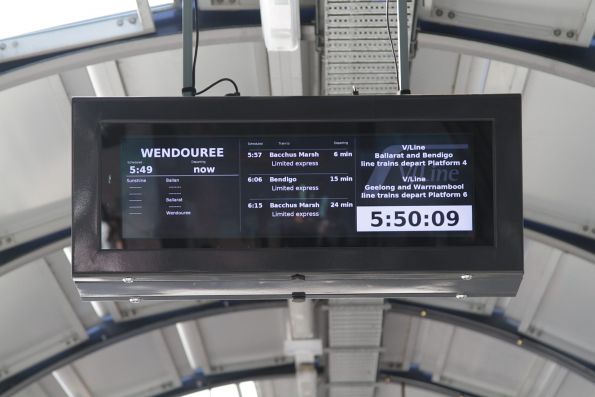 WENDOUREE
Scheduled Departing
5:49 now
Sunshine Ballan
-------- --------
-------- Ballarat
-------- --------
-------- Wendouree
Scheduled Train to Departing
5:57 Bacchus Marsh 6 min
Limited express
6:06 Bendigo 15 min
Limited express
6:15 Bacchus Marsh 24 min
Limited express
V/Line
Ballarat and Bendigo
line trains depart Platform 4
V/Line
Geelong and Warrnambool
line trains depart Platform 6
5:50:09
V/Line